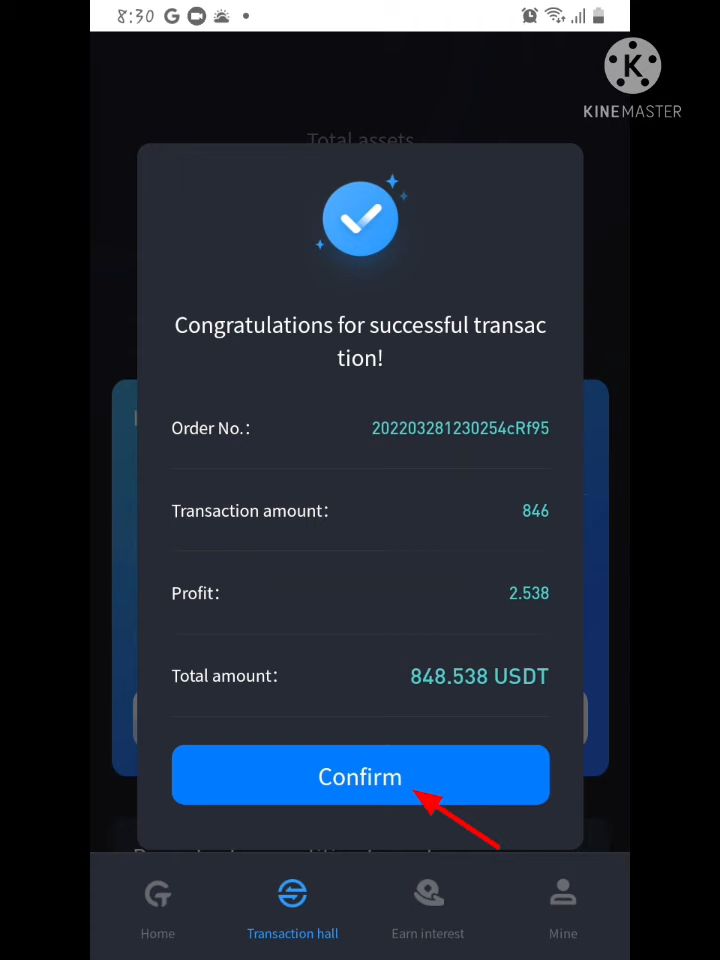 8:30
KINEMASTER
Total assets
Congratulations for successful transac
tion!
Order No.: 202203281230254cRf95
Transaction amount: 846
Profit: 2.538
Total amount: 848.538 USDT
Confirm
Home Transaction hall Earn interest Mine